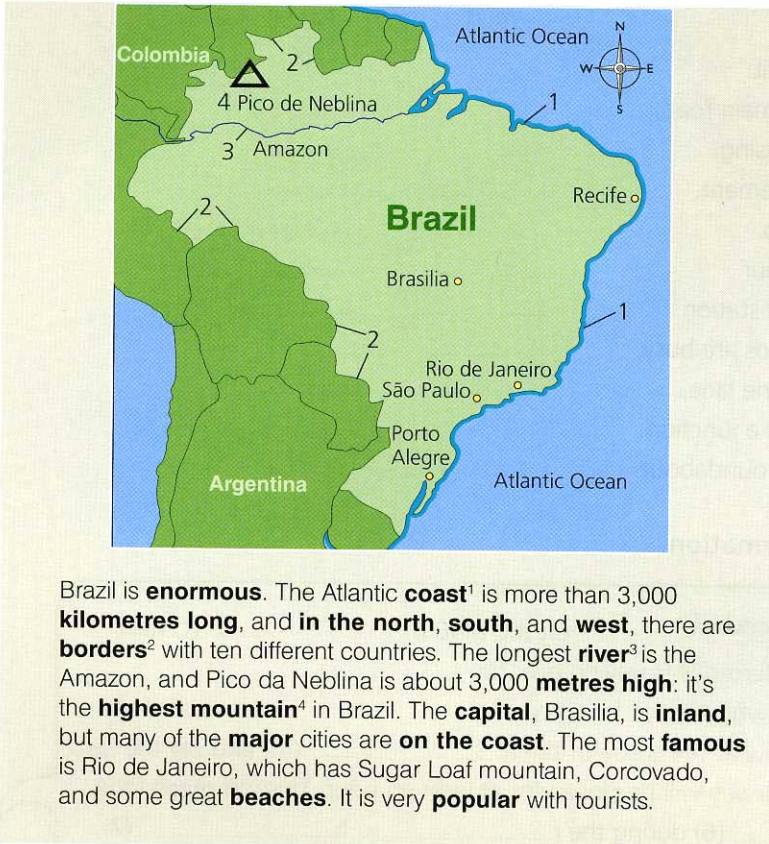 Colombia
Atlantic Ocean
N
W E
S
2
4 Pico de Neblina
1
3 Amazon
Recife
2
Brazil
Brasilia
1
2
Rio de Janeiro
São Paulo
Porto
Alegre
Argentina
Atlantic Ocean
Brazil is enormous. The Atlantic coast¹ is more than 3,000
kilometres long, and in the north, south, and west, there are
borders² with ten different countries. The longest river³ is the
Amazon, and Pico da Neblina is about 3,000 metres high: it's
the highest mountain⁴ in Brazil. The capital, Brasilia, is inland,
but many of the major cities are on the coast. The most famous
is Rio de Janeiro, which has Sugar Loaf mountain, Corcovado,
and some great beaches. It is very popular with tourists.